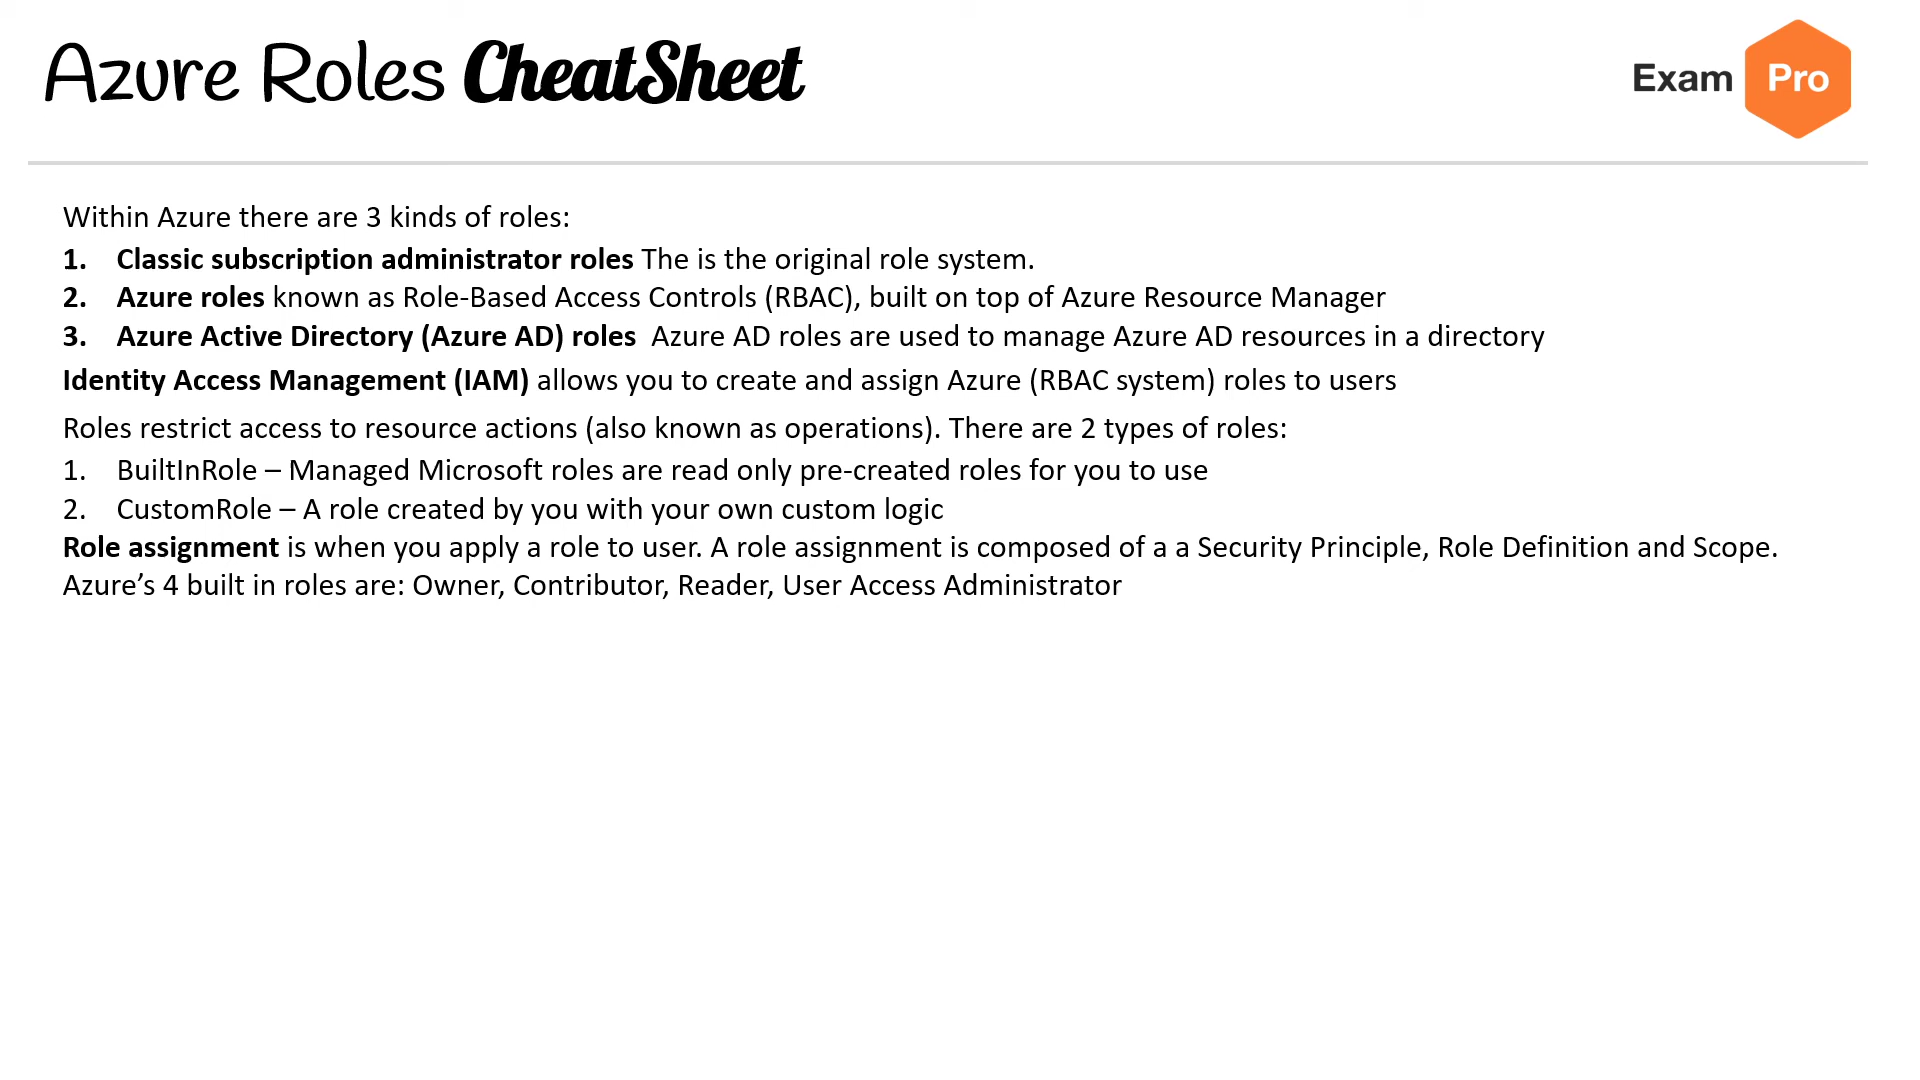 Azure Roles CheatSheet
Exam Pro
Within Azure there are 3 kinds of roles:
1. Classic subscription administrator roles The is the original role system.
2. Azure roles known as Role-Based Access Controls (RBAC), built on top of Azure Resource Manager
3. Azure Active Directory (Azure AD) roles Azure AD roles are used to manage Azure AD resources in a directory
Identity Access Management (IAM) allows you to create and assign Azure (RBAC system) roles to users
Roles restrict access to resource actions (also known as operations). There are 2 types of roles:
1. BuiltInRole – Managed Microsoft roles are read only pre-created roles for you to use
2. CustomRole – A role created by you with your own custom logic
Role assignment is when you apply a role to user. A role assignment is composed of a a Security Principle, Role Definition and Scope.
Azure’s 4 built in roles are: Owner, Contributor, Reader, User Access Administrator